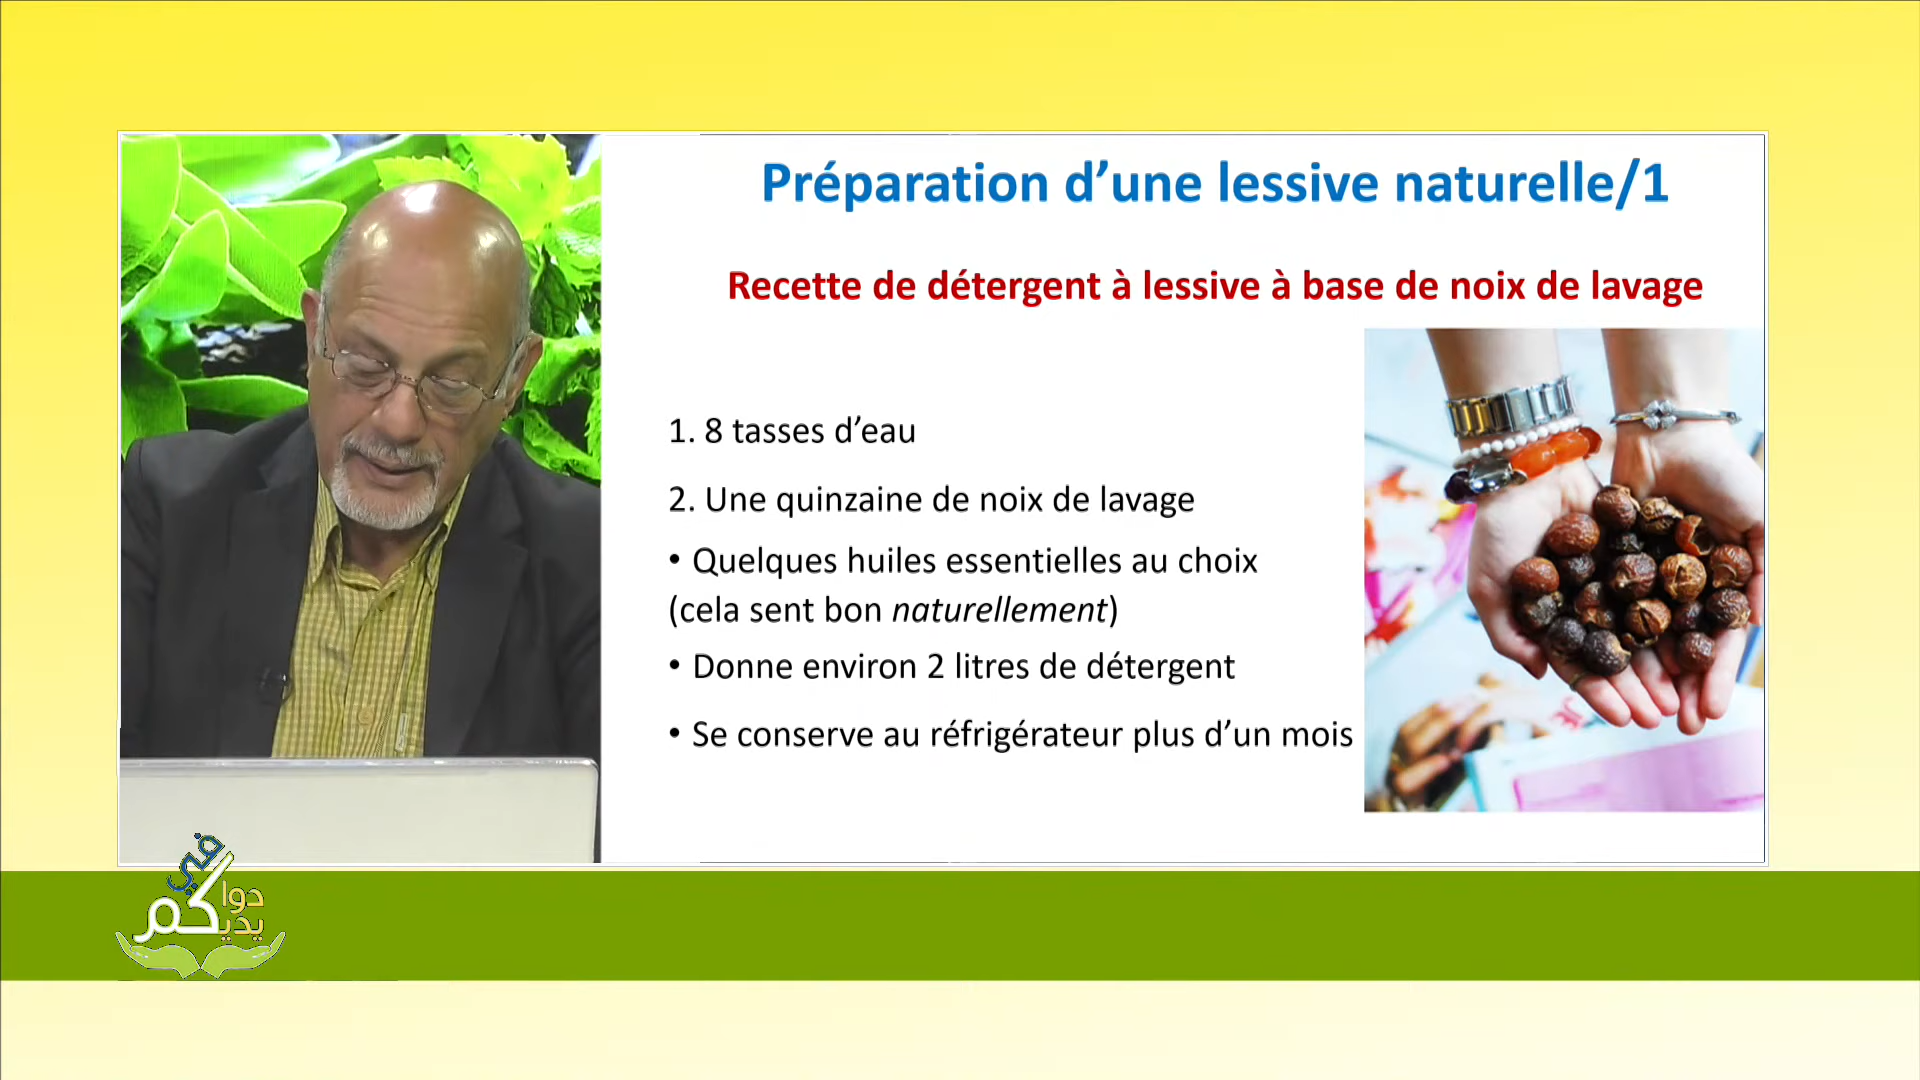 Préparation d’une lessive naturelle/1
Recette de détergent à lessive à base de noix de lavage
1. 8 tasses d’eau
2. Une quinzaine de noix de lavage
• Quelques huiles essentielles au choix
(cela sent bon naturellement)
• Donne environ 2 litres de détergent
• Se conserve au réfrigérateur plus d’un mois
دواكم
في
يديكم